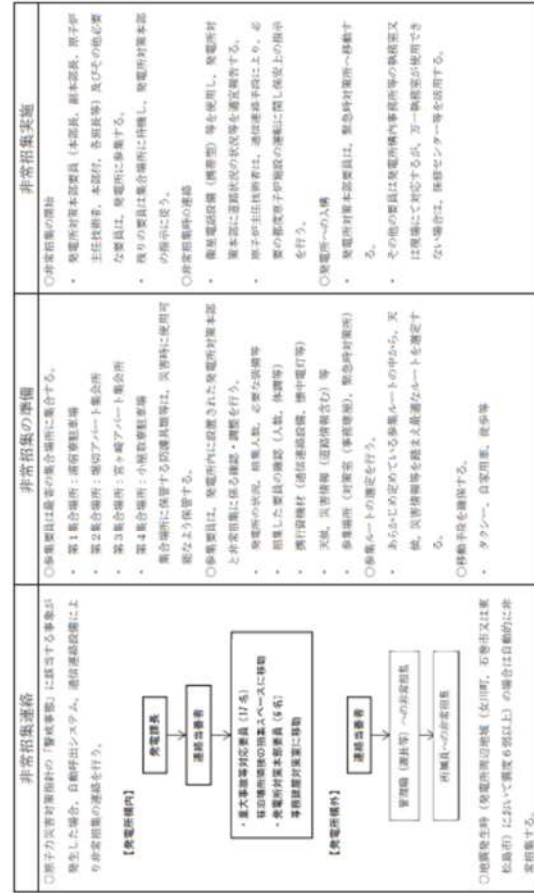 非常招集連絡
○原子力災害対策指針の「警戒事態」に該当する事象が
発生した場合、自動呼出システム、通信連絡設備によ
り非常招集の連絡を行う。
【発電所構内】
発電課長
連絡当番者
・重大事故等対応要員(17名)
宿泊場所隣接の執務スペースに移動
・発電所対策本部要員(6名)
事務建屋対策室に移動
【発電所構外】
連絡当番者
管理職(課長等)への非常招集
所属員への非常招集
○地震発生時(発電所周辺地域(女川町、石巻市又は東
松島市)において震度6弱以上)の場合は自動的に非
常招集する。
非常招集の準備
○参集要員は最寄の集合場所に集合する。
・第1集合場所:浦宿寮駐車場
・第2集合場所:堀切アパート集会所
・第3集合場所:宮ヶ崎アパート集会所
・第4集合場所:小屋取寮駐車場
集合場所に保管する防護具類等は、災害時に使用可
能なよう保管する。
○参集要員は、発電所内に設置された発電所対策本部
と非常招集に係る確認・調整を行う。
・発電所の状況、招集人数、必要な装備等
・招集した要員の確認(人数、体調等)
・携行資機材(通信連絡設備、懐中電灯等)
・天候、災害情報(道路情報含む)等
・参集場所(対策室(事務建屋)、緊急時対策所)
○参集ルートの選定を行う。
・あらかじめ定めている参集ルートの中から、天
候、災害情報等を踏まえ最適なルートを選定す
る。
○移動手段を確保する。
・タクシー、自家用車、徒歩等
非常招集実施
○非常招集の開始
・発電所対策本部要員(本部長、副本部長、原子炉
主任技術者、本部付、各班長等)及びその他必要
な要員は、発電所に参集する。
・残りの要員は集合場所に待機し、発電所対策本部
の指示に従う。
○非常招集時の連絡
・衛星電話設備(携帯型)等を使用し、発電所対
策本部に道路状況の状況等を適宜報告する。
・原子炉主任技術者は、通信連絡手段により、必
要の都度原子炉施設の運転に関し保安上の指示
を行う。
○発電所への入構
・発電所対策本部要員は、緊急時対策所へ移動す
る。
・その他の要員は発電所構内事務所等の執務室又
は現場にて対応するが、万一執務室が使用でき
ない場合は、保修センター等を活用する。